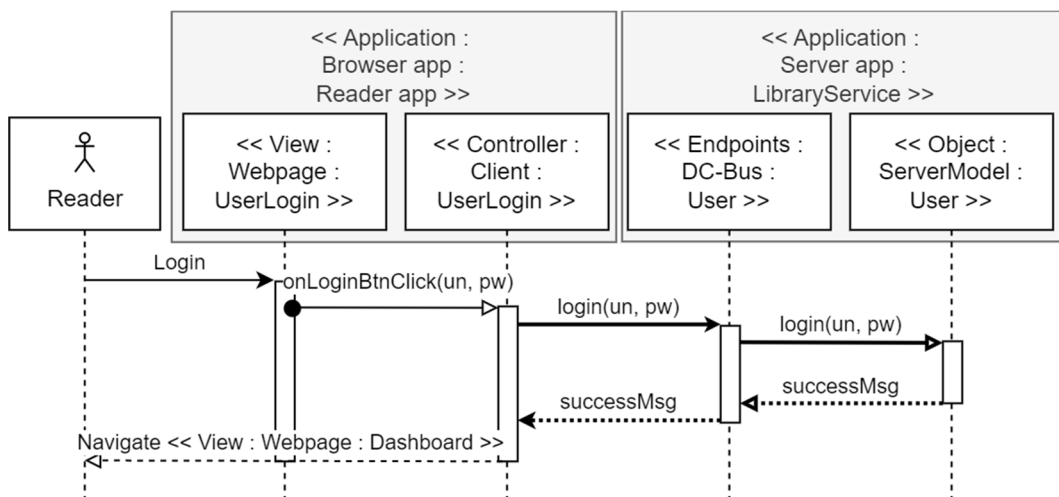 << Application :
Browser app :
Reader app >>
<< Application :
Server app :
LibraryService >>
Reader
<< View :
Webpage :
UserLogin >>
<< Controller :
Client :
UserLogin >>
<< Endpoints :
DC-Bus :
User >>
<< Object :
ServerModel :
User >>
Login
onLoginBtnClick(un, pw)
login(un, pw)
login(un, pw)
successMsg
successMsg
Navigate << View : Webpage : Dashboard >>